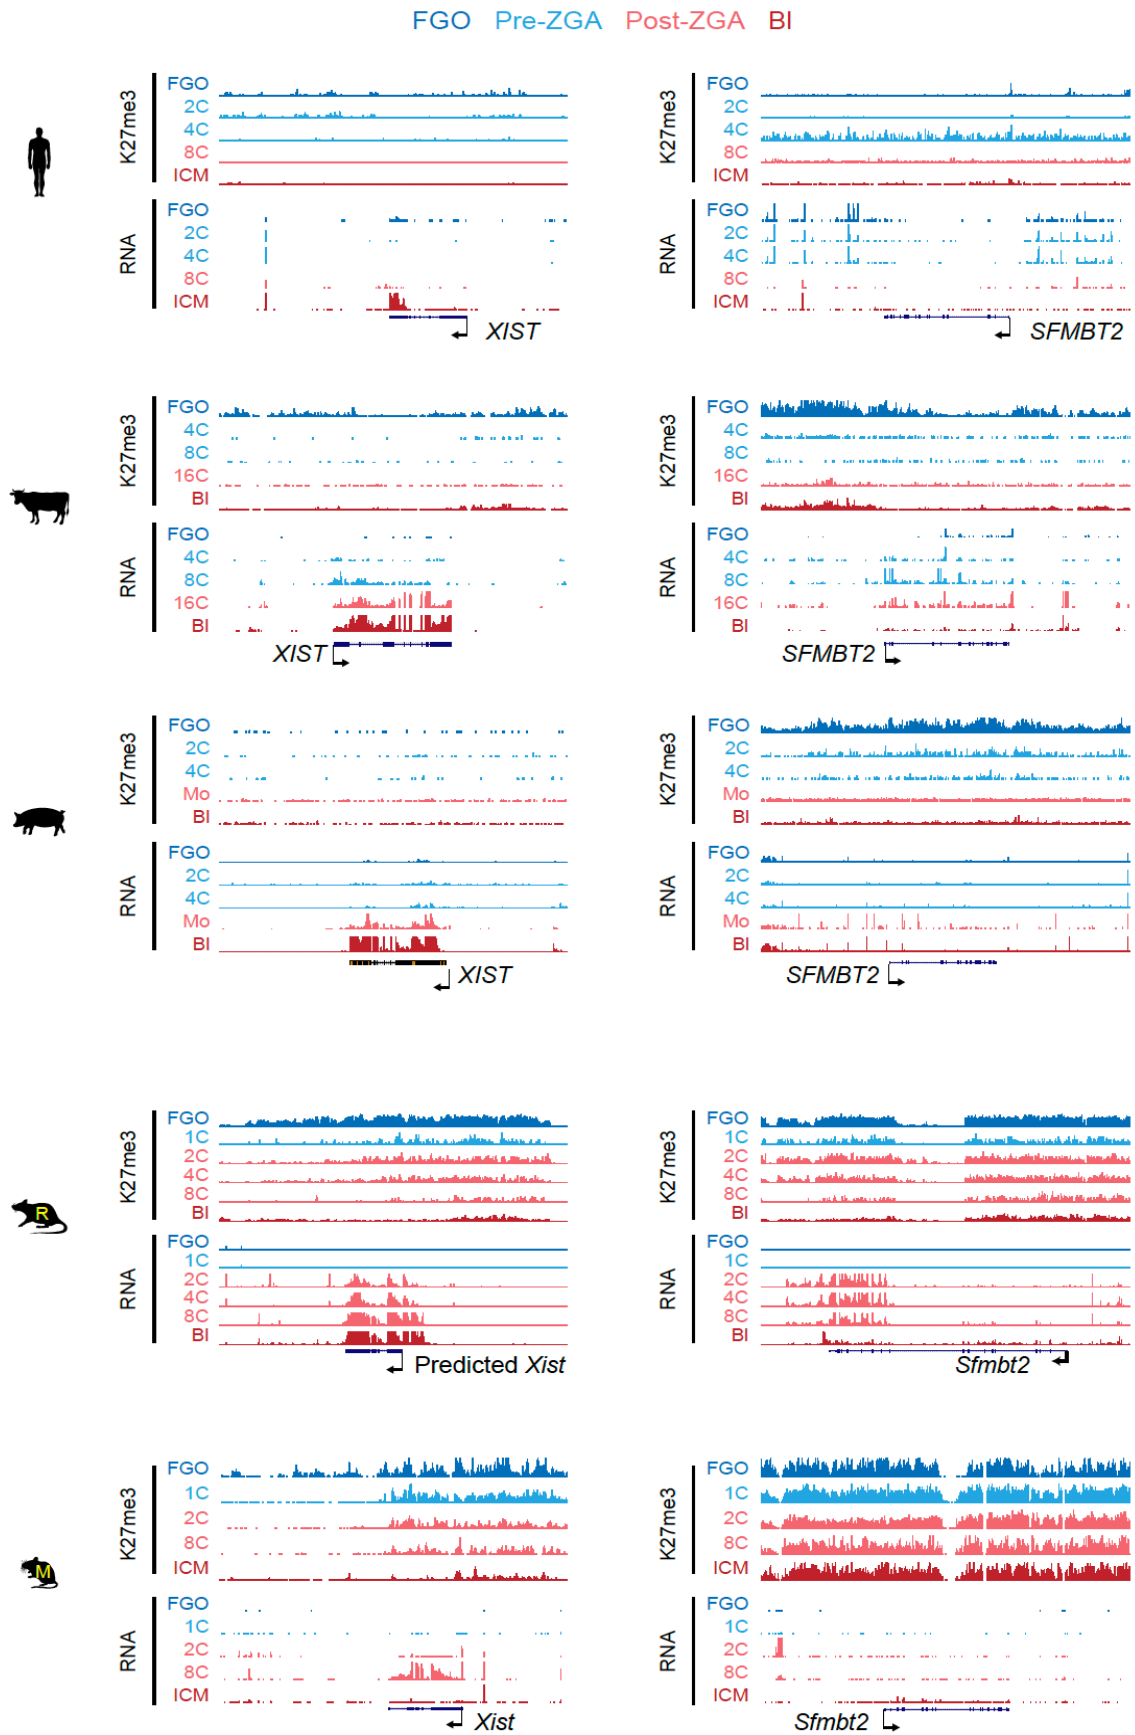 FGO Pre-ZGA Post-ZGA BI
K27me3
FGO
2C
4C
8C
ICM
RNA
FGO
2C
4C
8C
ICM
XIST
K27me3
FGO
2C
4C
8C
ICM
RNA
FGO
2C
4C
8C
ICM
SFMBT2
K27me3
FGO
4C
8C
16C
BI
RNA
FGO
4C
8C
16C
BI
XIST
K27me3
FGO
4C
8C
16C
BI
RNA
FGO
4C
8C
16C
BI
SFMBT2
K27me3
FGO
2C
4C
Mo
BI
RNA
FGO
2C
4C
Mo
BI
XIST
K27me3
FGO
2C
4C
Mo
BI
RNA
FGO
2C
4C
Mo
BI
SFMBT2
R
K27me3
FGO
1C
2C
4C
8C
BI
RNA
FGO
1C
2C
4C
8C
BI
Predicted Xist
K27me3
FGO
1C
2C
4C
8C
BI
RNA
FGO
1C
2C
4C
8C
BI
Sfmbt2
M
K27me3
FGO
1C
2C
8C
ICM
RNA
FGO
1C
2C
8C
ICM
Xist
K27me3
FGO
1C
2C
8C
ICM
RNA
FGO
1C
2C
8C
ICM
Sfmbt2